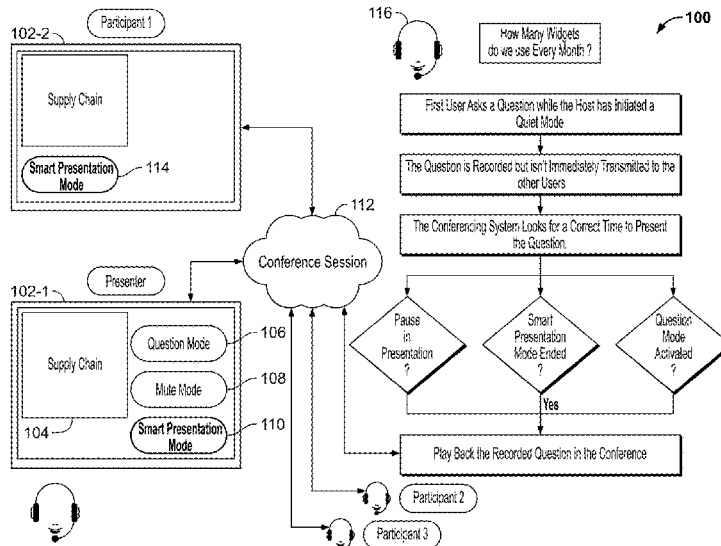 Participant 1
102-2
Supply Chain
Smart Presentation
Mode
114
112
Conference Session
Presenter
102-1
Supply Chain
Question Mode
106
Mute Mode
108
Smart Presentation
Mode
110
104
116
How Many Widgets
do we use Every Month ?
100
First User Asks a Question while the Host has Initiated a
Quiet Mode
The Question is Recorded but isn't Immediately Transmitted to the
other Users
The Conferencing System Looks for a Correct Time to Present
the Question.
Pause
in
Presentation
?
Smart
Presentation
Mode Ended
?
Question
Mode
Activated
?
Yes
Play Back the Recorded Question in the Conference
Participant 2
Participant 3